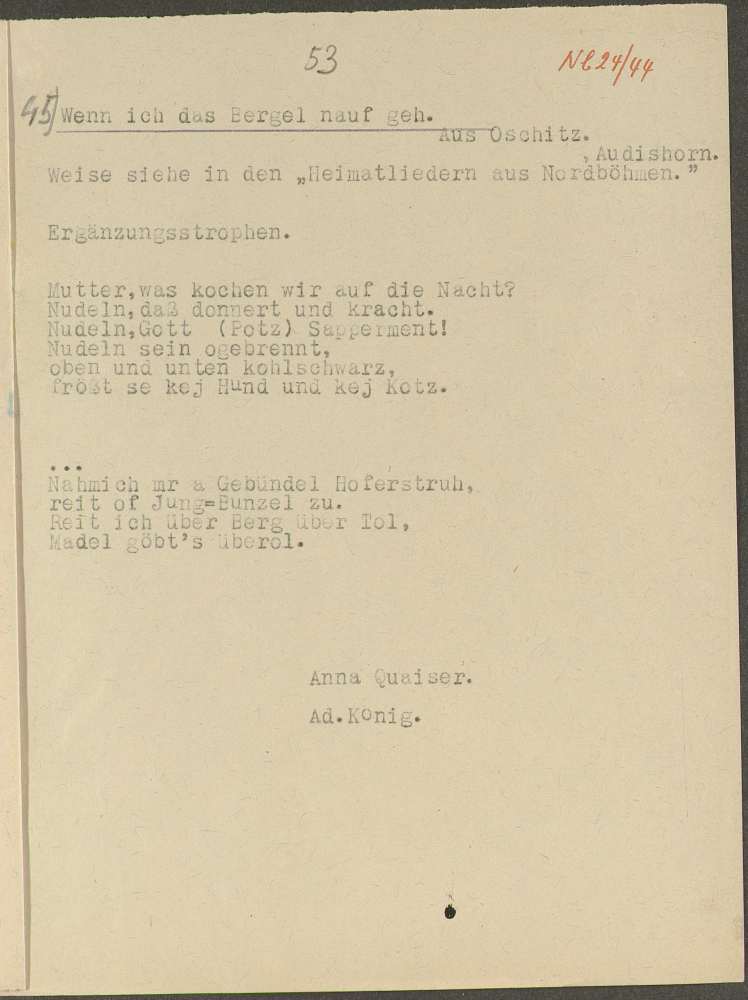 53
Nl 24/44
45) Wenn ich das Bergel nauf geh.
Aus Oschitz.
, Audishorn.
Weise siehe in den „Heimatliedern aus Nordböhmen.”
Ergänzungsstrophen.
Mutter,was kochen wir auf die Nacht?
Nudeln,daß donnert und kracht.
Nudeln,Gott (Potz) Sapperment!
Nudeln sein ogebrennt,
oben und unten kohlschwarz,
frößt se kej Hund und kej Kotz.
...
Nahmich mr a Gebündel Hoferstruh,
reit of Jung=Bunzel zu.
Reit ich über Berg über Tol,
Madel göbt's überol.
Anna Quaiser.
Ad.König.